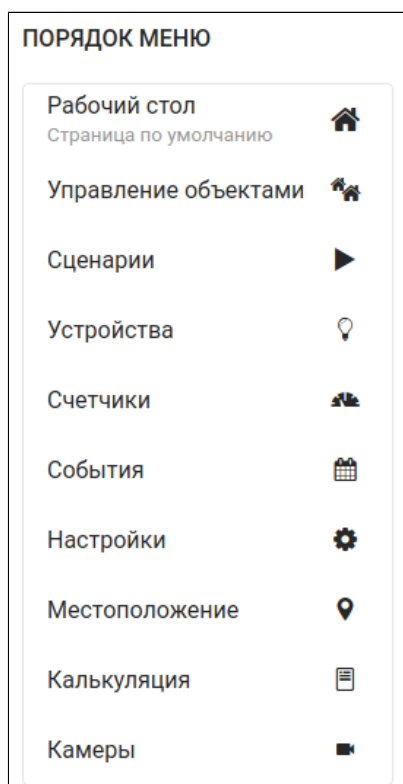 ПОРЯДОК МЕНЮ
Рабочий стол
Страница по умолчанию
Управление объектами
Сценарии
Устройства
Счетчики
События
Настройки
Местоположение
Калькуляция
Камеры